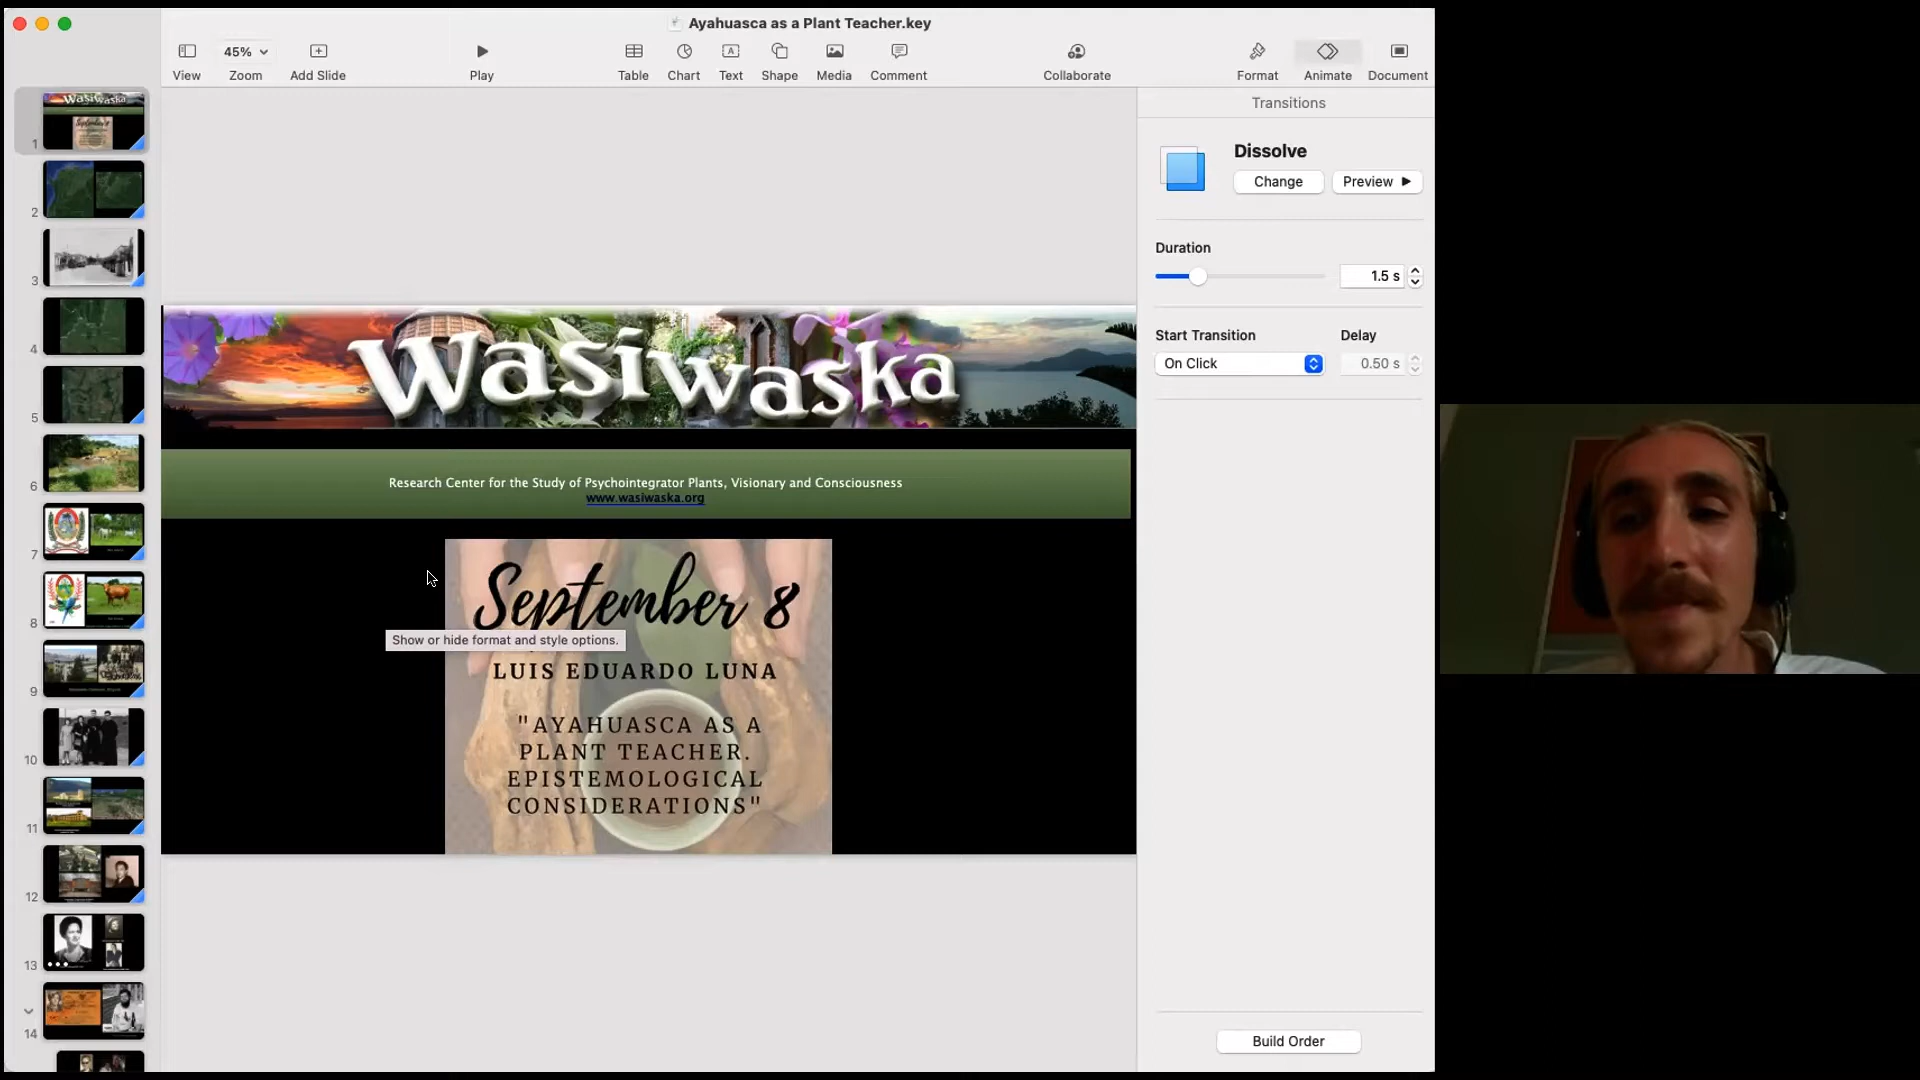 Ayahuasca as a Plant Teacher.key
45%
View Zoom Add Slide Play Table Chart Text Shape Media Comment Collaborate Format Animate Document
Transitions
Dissolve
Change Preview
Duration
1.5 s
Start Transition Delay
On Click 0.50 s
Build Order
1
2
3
4
5
6
7
8
9
10
11
12
13
14
Wasiwaska
September 8
Wasiwaska
Research Center for the Study of Psychointegrator Plants, Visionary and Consciousness
www.wasiwaska.org
September 8
Show or hide format and style options.
LUIS EDUARDO LUNA
"AYAHUASCA AS A
PLANT TEACHER.
EPISTEMOLOGICAL
CONSIDERATIONS"